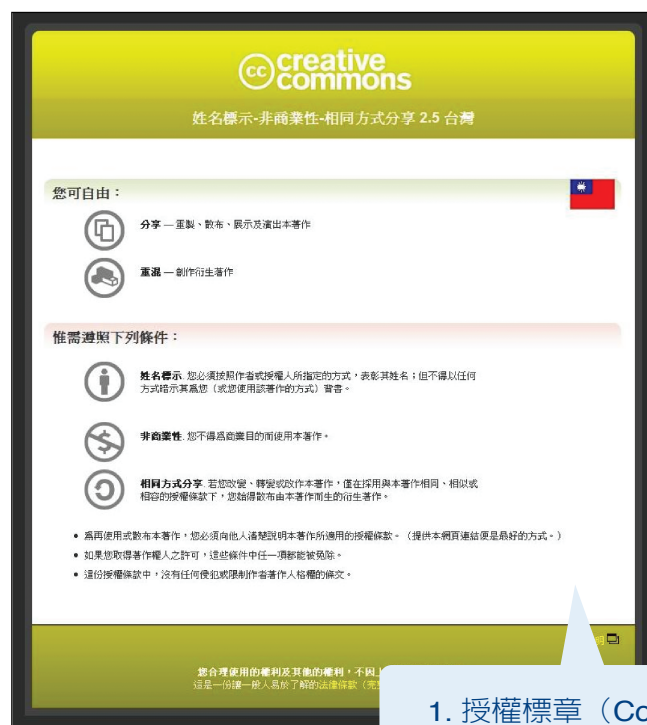 cc creative commons
姓名標示-非商業性-相同方式分享 2.5 台灣
您可自由：
分享 — 重製、散布、展示及演出本著作
重混 — 創作衍生著作
惟需遵照下列條件：
姓名標示. 您必須按照作者或授權人所指定的方式，表彰其姓名；但不得以任何
方式暗示其為您（或您使用該著作的方式）背書。
非商業性. 您不得為商業目的而使用本著作。
相同方式分享. 若您改變、轉變或改作本著作，僅在採用與本著作相同、相似或
相容的授權條款下，您始得散布由本著作而生的衍生著作。
• 為再使用或散布本著作，您必須向他人清楚說明本著作所適用的授權條款。（提供本網頁連結便是最好的方式。）
• 如果您取得著作權人之許可，這些條件中任一項都能被免除。
• 這份授權條款中，沒有任何侵犯或限制作者著作人格權的條文。
明
您合理使用的權利及其他的權利，不因上
這是一份讓一般人易於了解的法律條款（完
1. 授權標章（Co